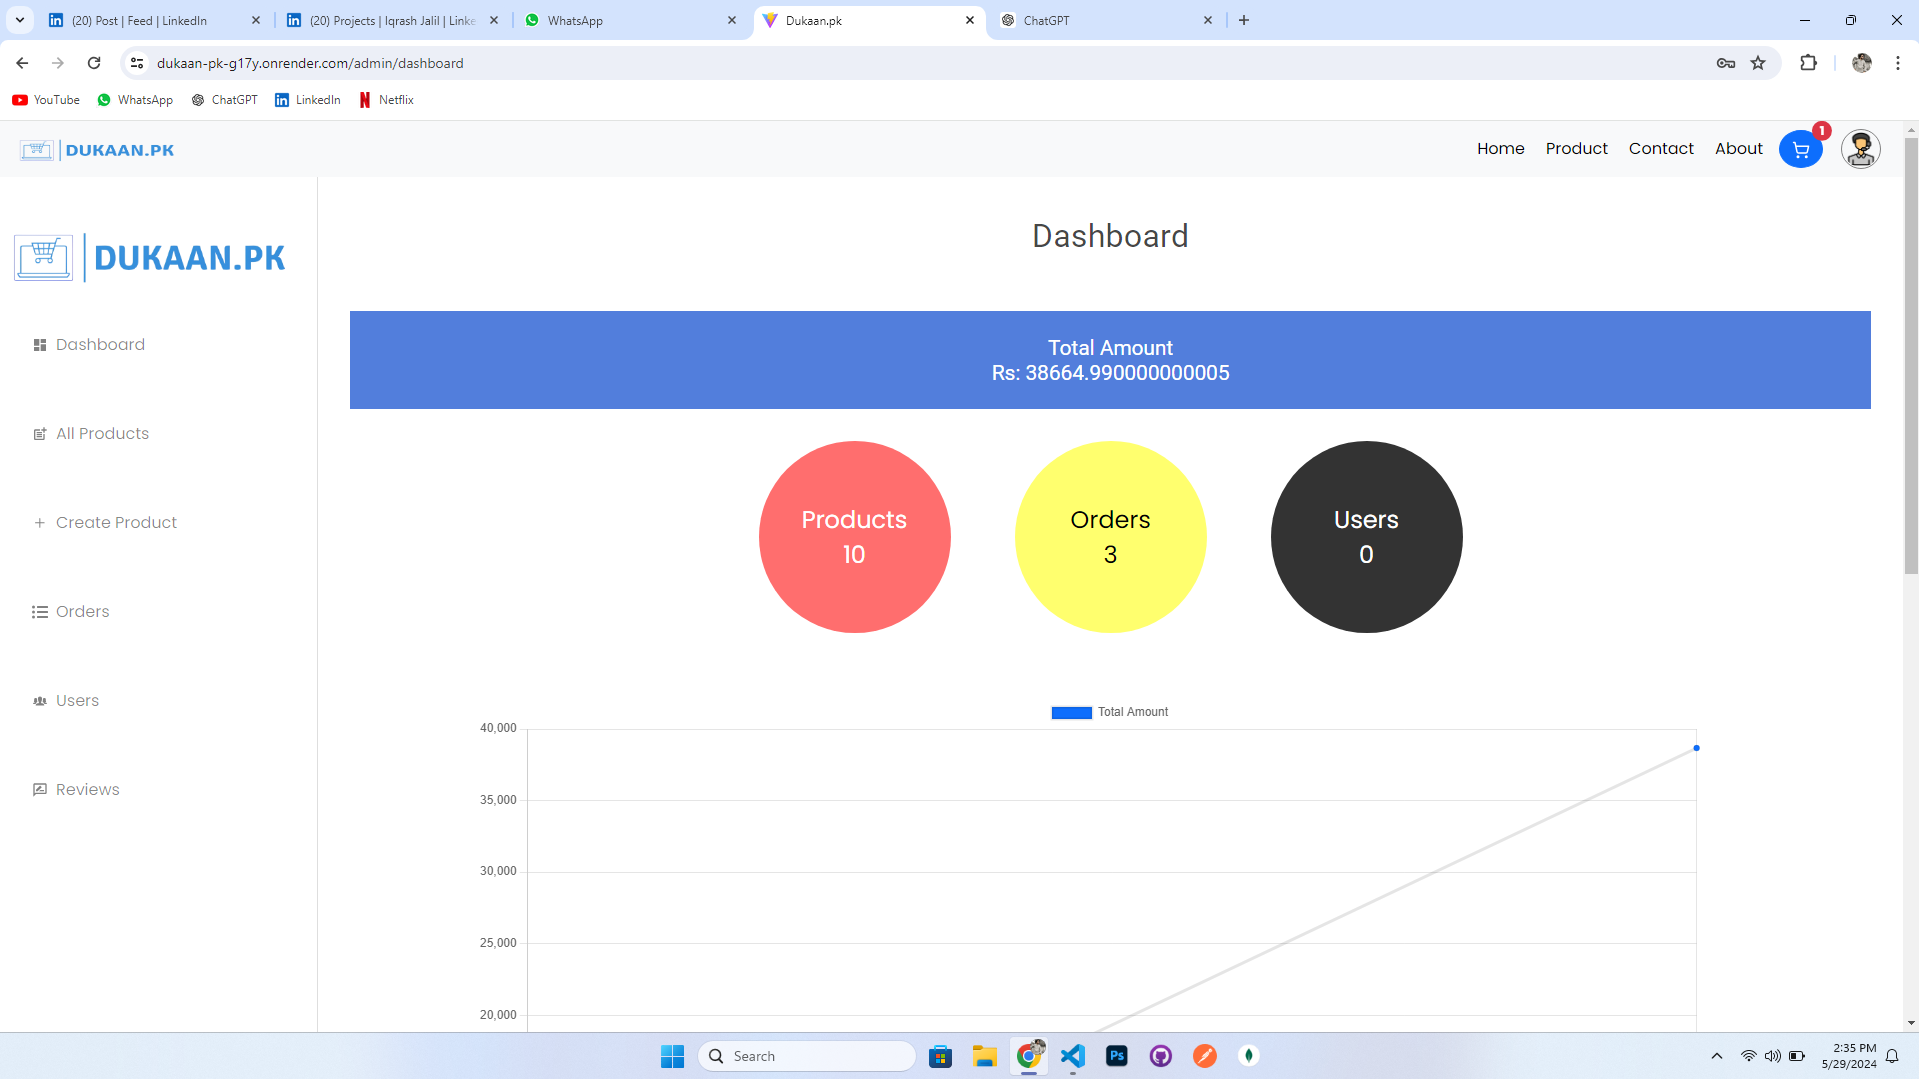 (20) Post | Feed | LinkedIn
(20) Projects | Iqrash Jalil | Linke
WhatsApp
Dukaan.pk
ChatGPT
dukaan-pk-g17y.onrender.com/admin/dashboard
YouTube
WhatsApp
ChatGPT
LinkedIn
Netflix
DUKAAN.PK
Home
Product
Contact
About
1
DUKAAN.PK
Dashboard
All Products
Create Product
Orders
Users
Reviews
Dashboard
Total Amount
Rs: 38664.990000000005
Products
10
Orders
3
Users
0
Total Amount
40,000
35,000
30,000
25,000
20,000
Search
Ps
2:35 PM
5/29/2024